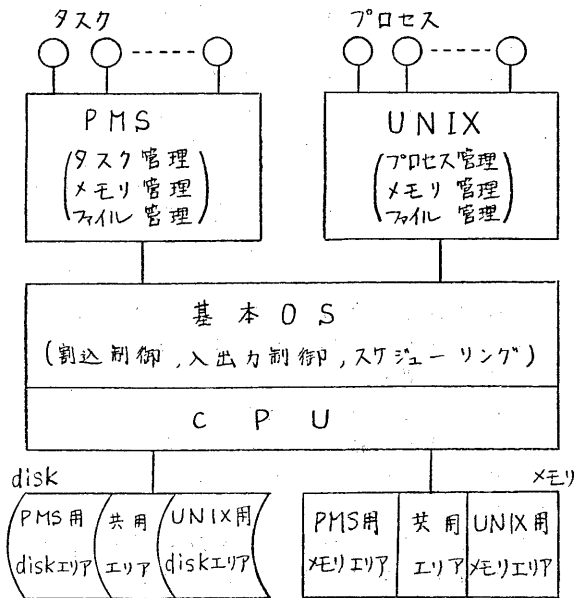 タスク
プロセス
PMS
(タスク管理
メモリ管理
ファイル管理)
UNIX
(プロセス管理
メモリ管理
ファイル管理)
基本OS
(割込制御,入出力制御,スケジューリング)
CPU
disk
PMS用
diskエリア
共用
エリア
UNIX用
diskエリア
メモリ
PMS用
メモリエリア
共用
エリア
UNIX用
メモリエリア